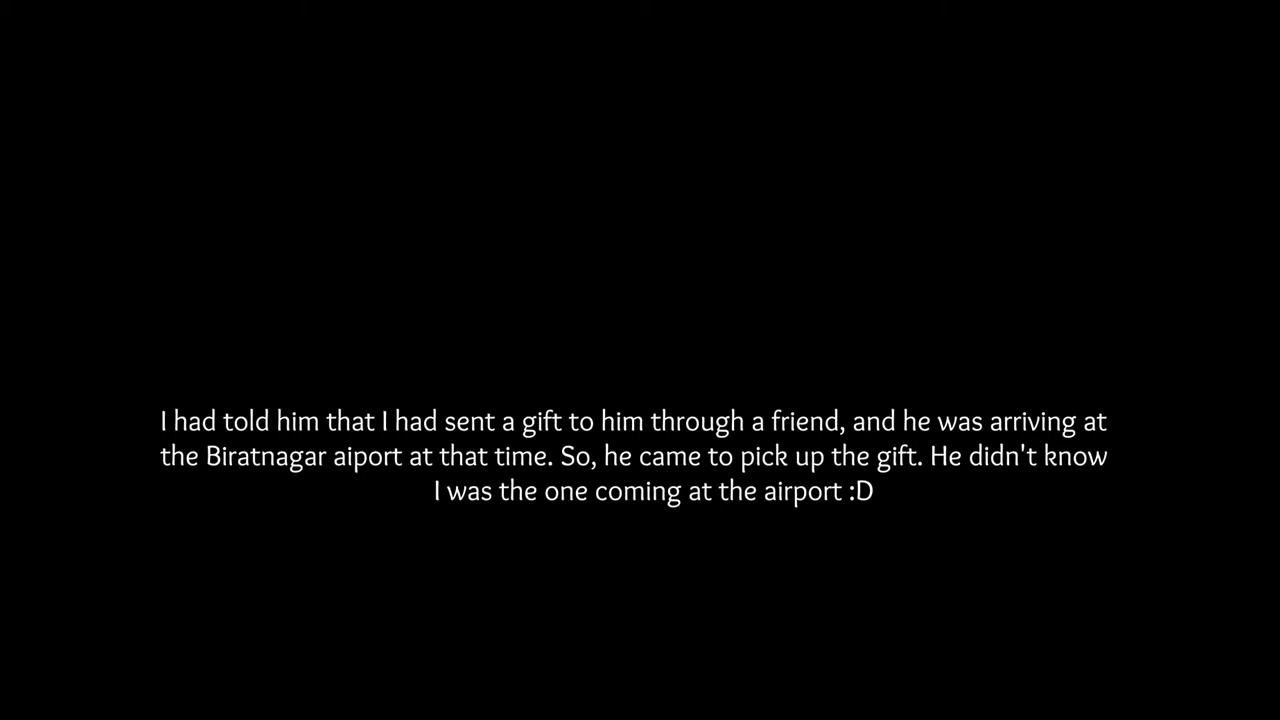 I had told him that I had sent a gift to him through a friend, and he was arriving at
the Biratnagar aiport at that time. So, he came to pick up the gift. He didn't know
I was the one coming at the airport :D